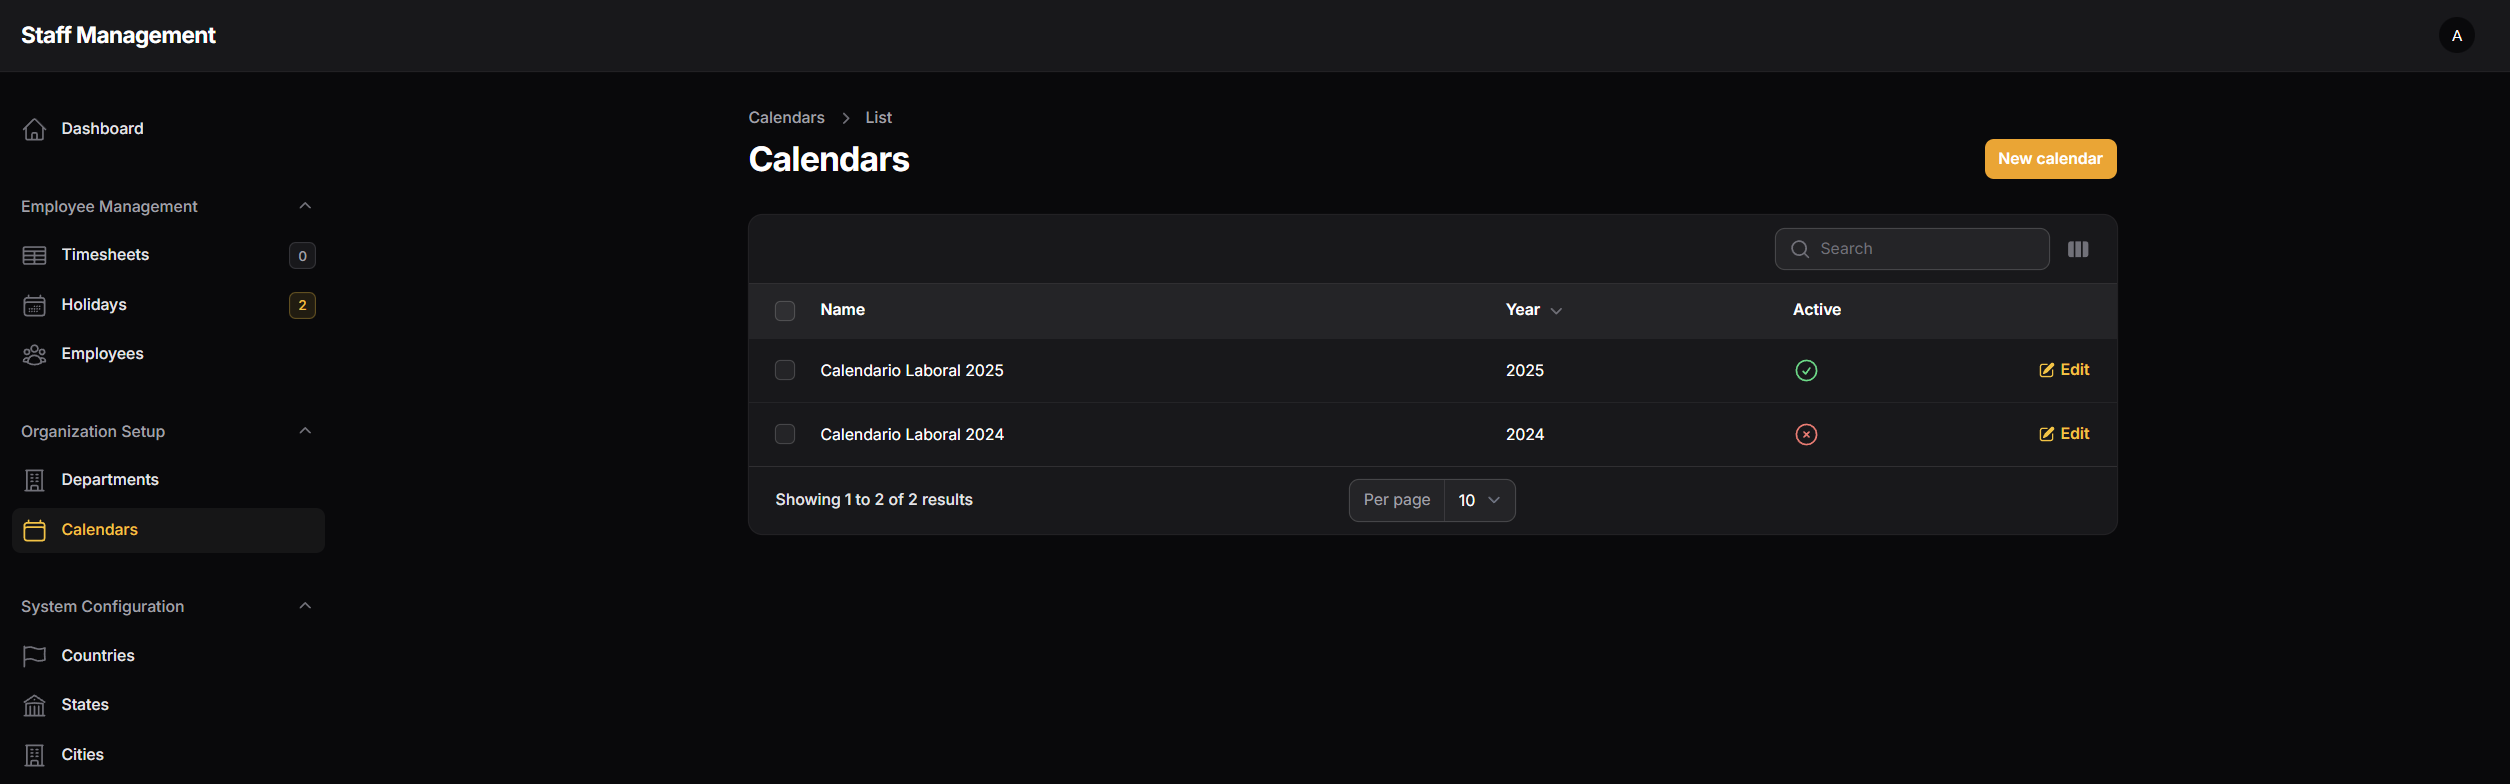 Staff Management
A
Dashboard
Employee Management
Timesheets 0
Holidays 2
Employees
Organization Setup
Departments
Calendars
System Configuration
Countries
States
Cities
Calendars > List
Calendars
New calendar
Search
Name Year Active
Calendario Laboral 2025 2025 Edit
Calendario Laboral 2024 2024 Edit
Showing 1 to 2 of 2 results Per page 10